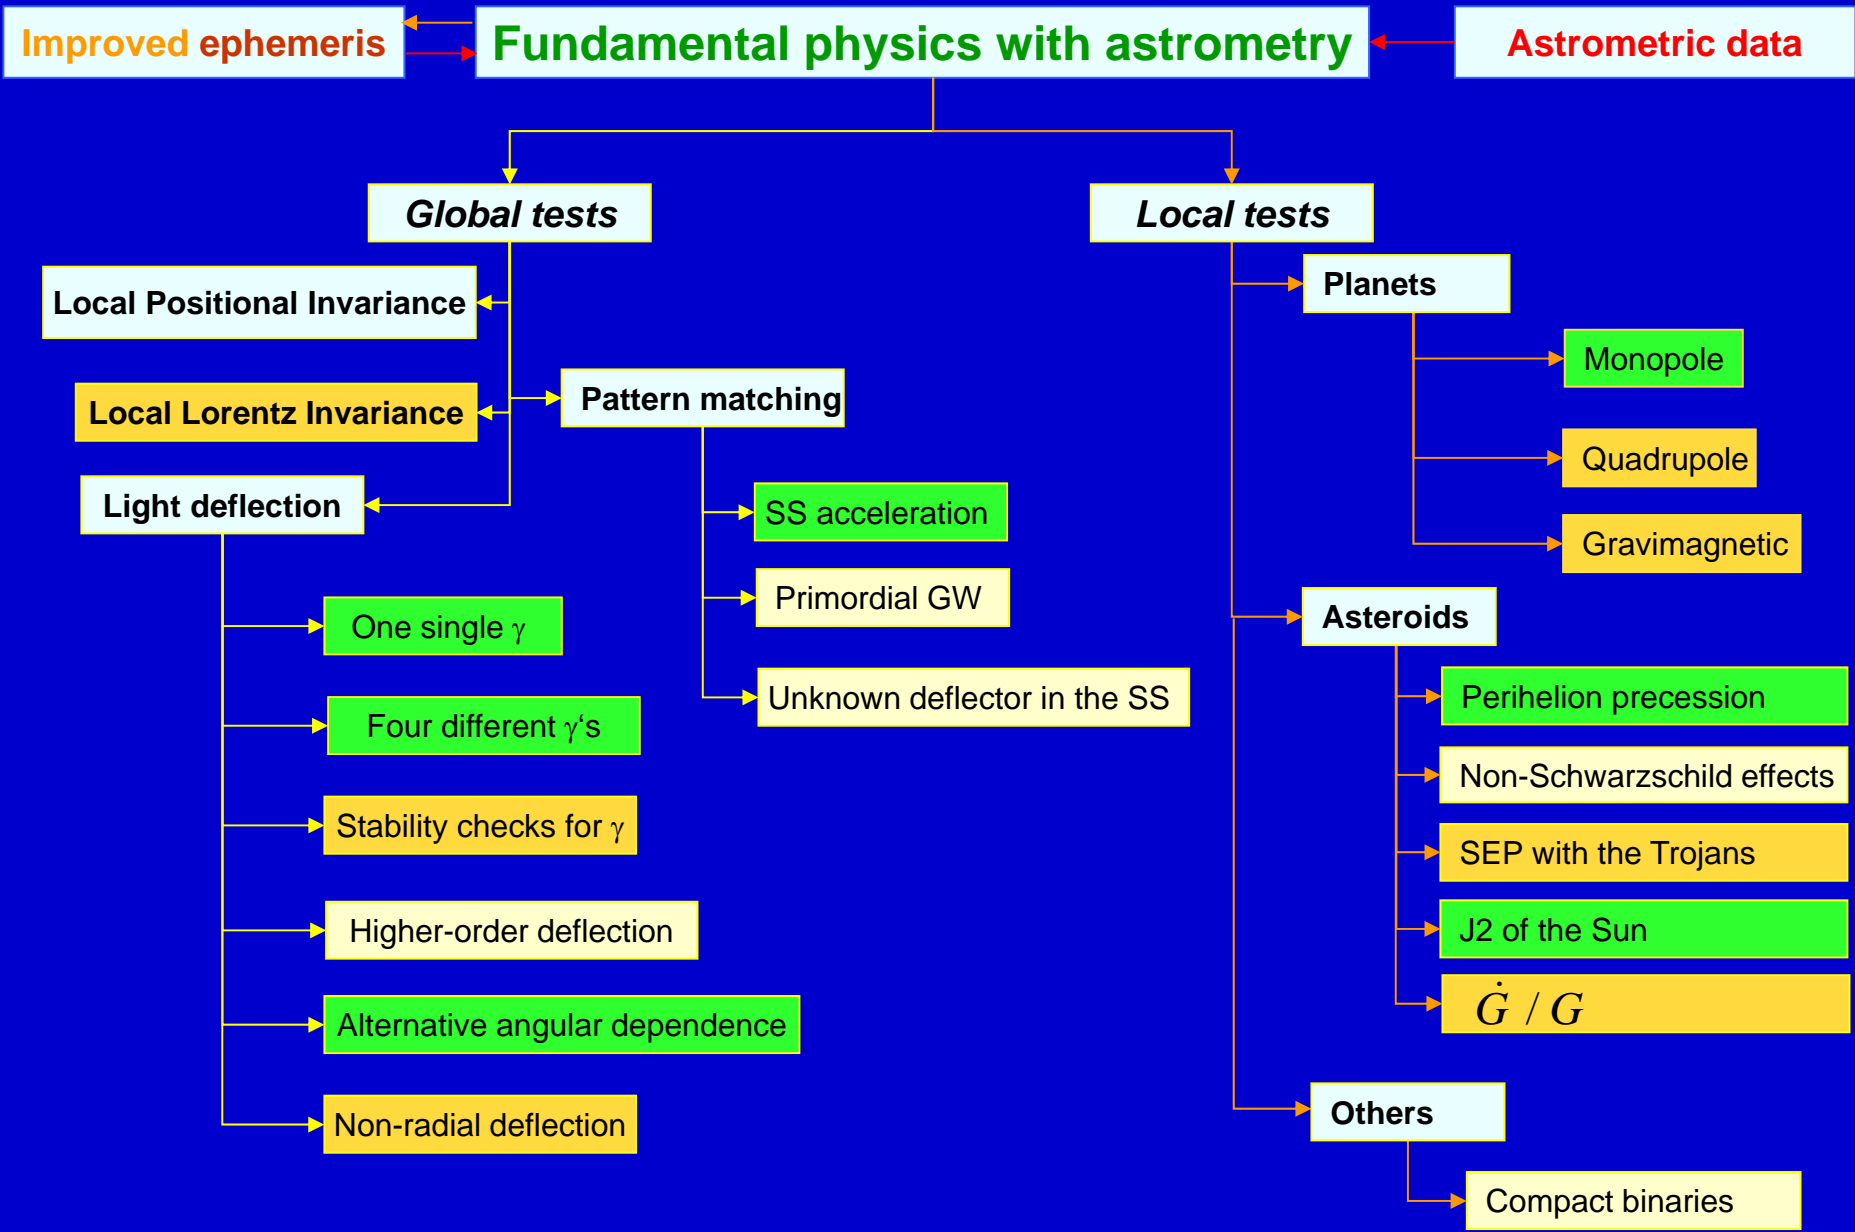 Improved ephemeris
Fundamental physics with astrometry
Astrometric data
Global tests
Local tests
Local Positional Invariance
Local Lorentz Invariance
Pattern matching
Light deflection
SS acceleration
Primordial GW
Unknown deflector in the SS
One single γ
Four different γ‘s
Stability checks for γ
Higher-order deflection
Alternative angular dependence
Non-radial deflection
Planets
Monopole
Quadrupole
Gravimagnetic
Asteroids
Perihelion precession
Non-Schwarzschild effects
SEP with the Trojans
J2 of the Sun
Ġ / G
Others
Compact binaries